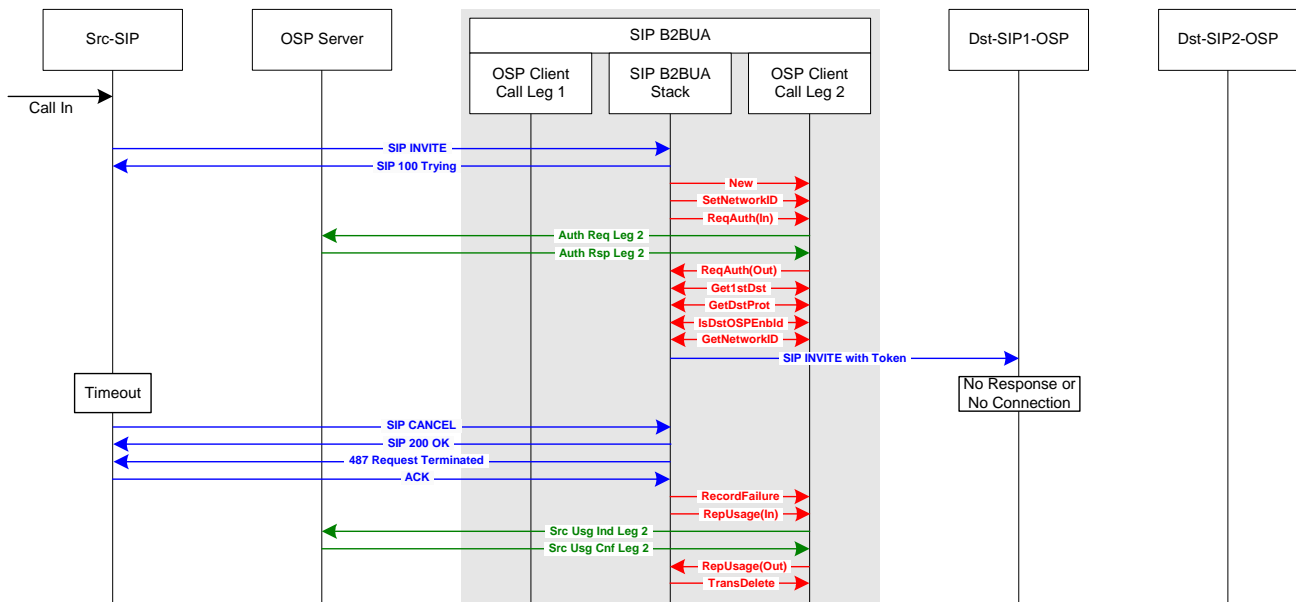 Src-SIP
OSP Server
SIP B2BUA
OSP Client
Call Leg 1
SIP B2BUA
Stack
OSP Client
Call Leg 2
Dst-SIP1-OSP
Dst-SIP2-OSP
Call In
SIP INVITE
SIP 100 Trying
New
SetNetworkID
ReqAuth(In)
Auth Req Leg 2
Auth Rsp Leg 2
ReqAuth(Out)
Get1stDst
GetDstProt
IsDstOSPEnbld
GetNetworkID
SIP INVITE with Token
Timeout
No Response or
No Connection
SIP CANCEL
SIP 200 OK
487 Request Terminated
ACK
RecordFailure
RepUsage(In)
Src Usg Ind Leg 2
Src Usg Cnf Leg 2
RepUsage(Out)
TransDelete